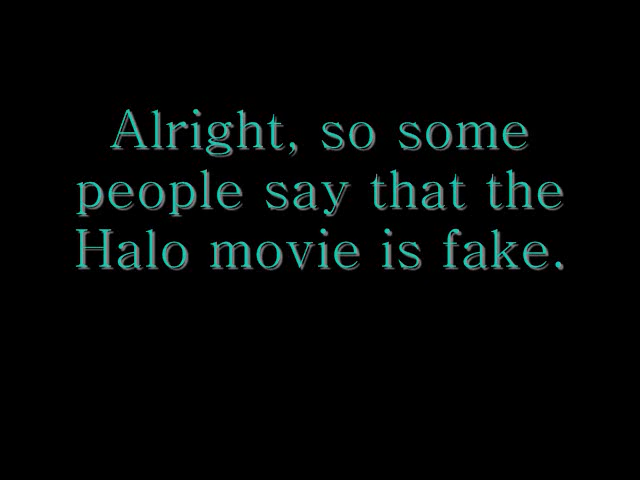 Alright, so some
people say that the
Halo movie is fake.